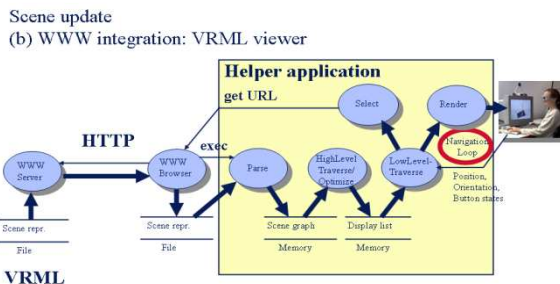 Scene update
(b) WWW integration: VRML viewer
Helper application
get URL
Select
Render
HTTP
exec
Navigation
Loop
WWW
Server
WWW
Browser
Parse
HighLevel
Traverse/
Optimize
LowLevel-
Traverse
Position,
Orientation,
Button states
Scene repr.
File
Scene repr.
File
Scene graph
Memory
Display list
Memory
VRML